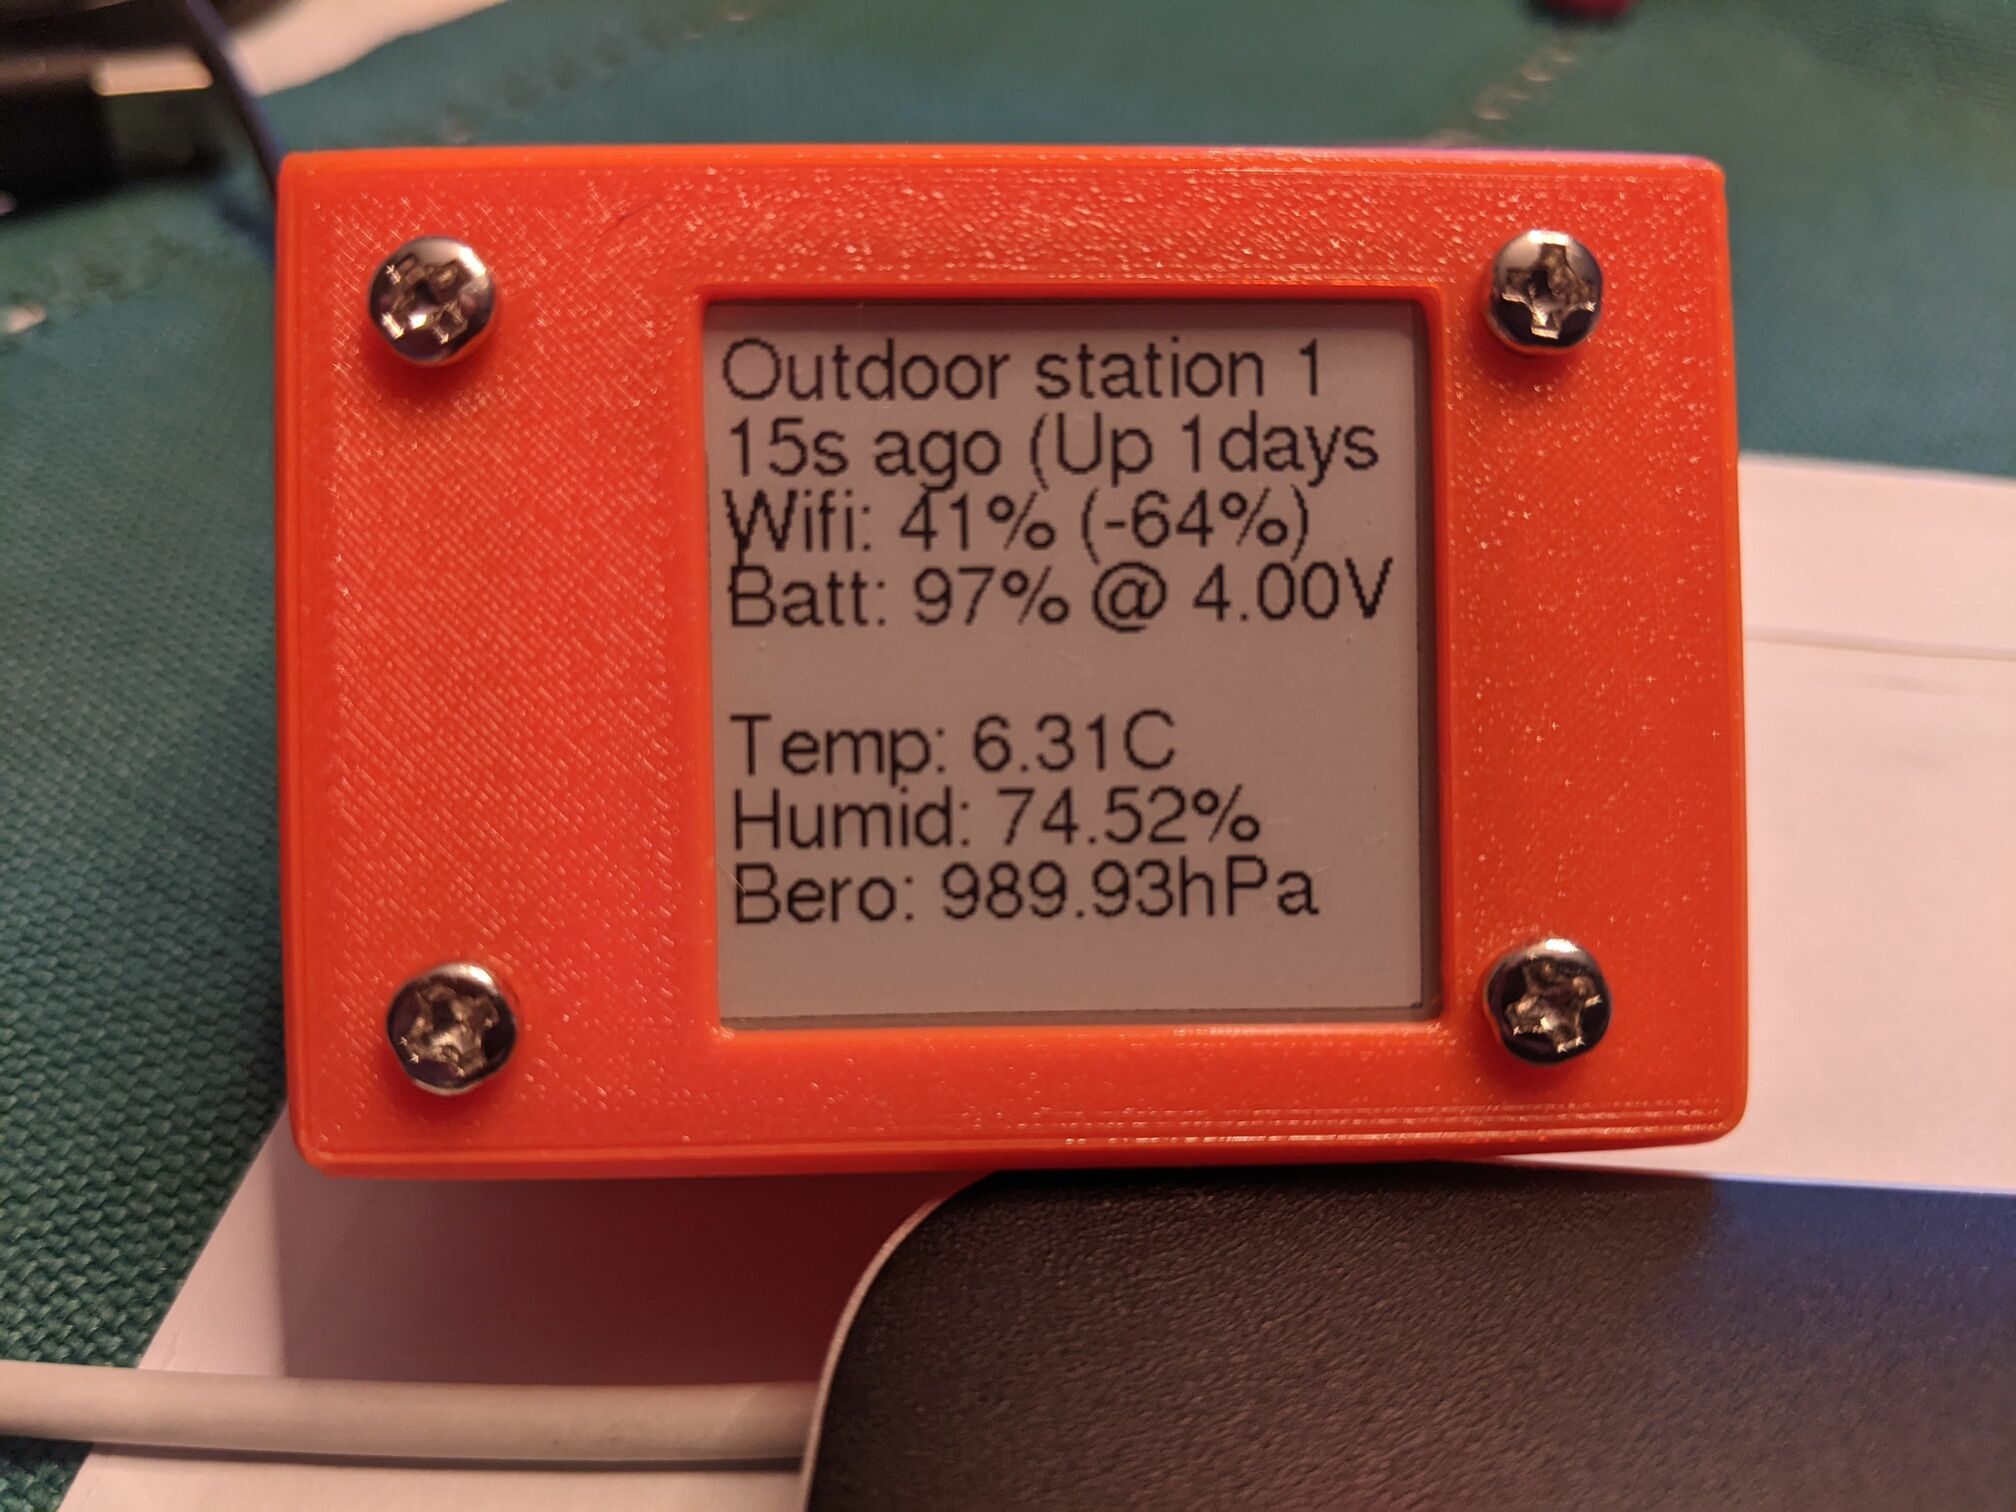 Outdoor station 1
15s ago (Up 1days
Wifi: 41% (-64%)
Batt: 97% @ 4.00V
Temp: 6.31C
Humid: 74.52%
Bero: 989.93hPa